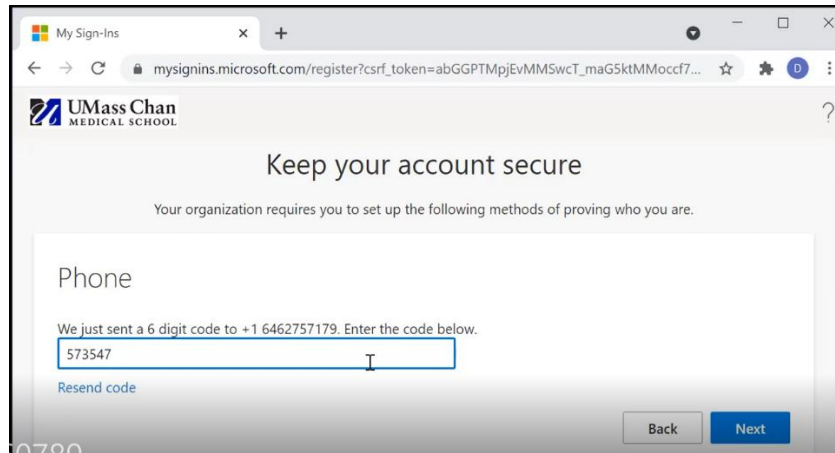 My Sign-Ins
mysignins.microsoft.com/register?csrf_token=abGGPTMpjEvMMSwcT_maG5ktMMoccf7...
D
UMass Chan
MEDICAL SCHOOL
?
Keep your account secure
Your organization requires you to set up the following methods of proving who you are.
Phone
We just sent a 6 digit code to +1 6462757179. Enter the code below.
573547
Resend code
Back
Next